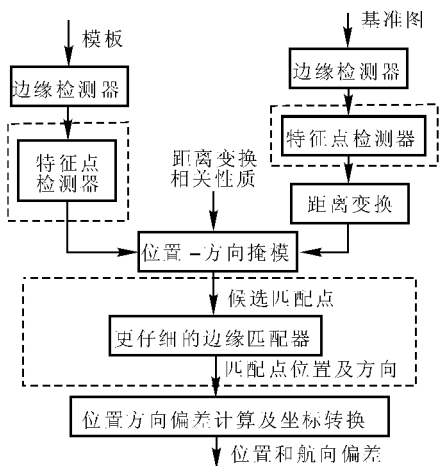 模板
基准图
边缘检测器
边缘检测器
特征点
检测器
特征点检测器
距离变换
相关性质
距离变换
位置-方向掩模
候选匹配点
更仔细的边缘匹配器
匹配点位置及方向
位置方向偏差计算及坐标转换
位置和航向偏差